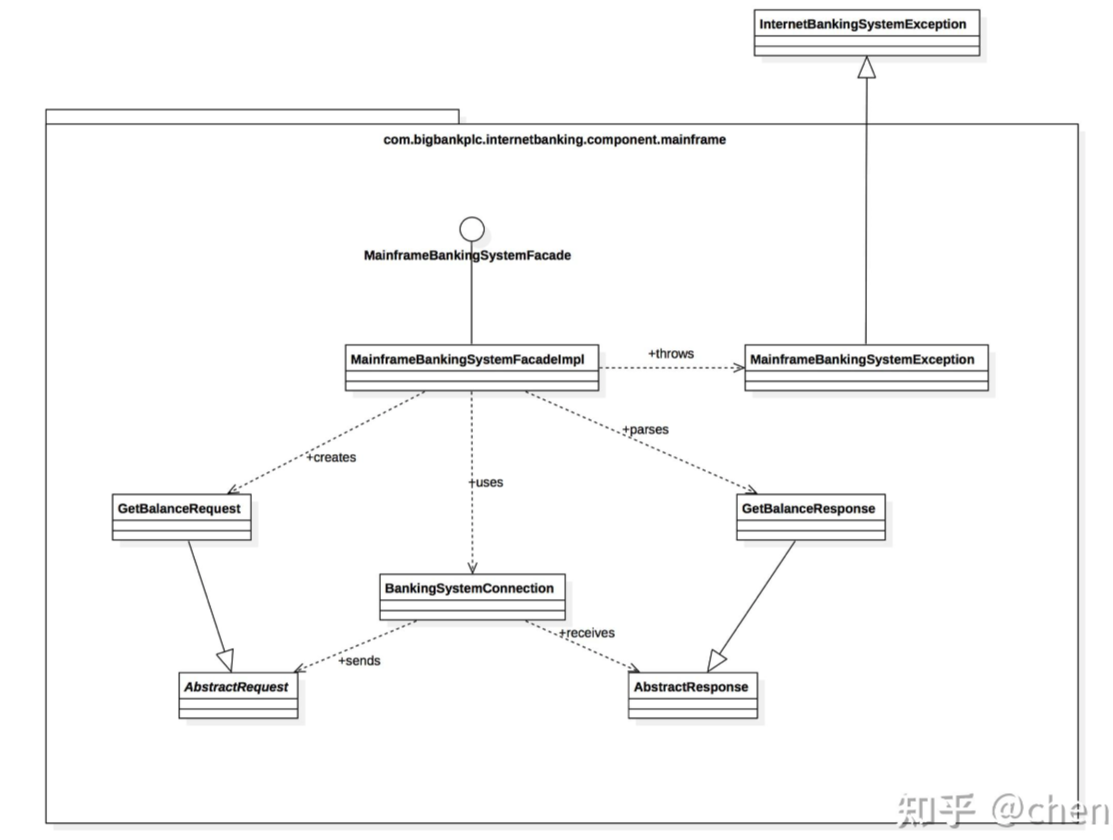 InternetBankingSystemException
com.bigbankplc.internetbanking.component.mainframe
MainframeBankingSystemFacade
MainframeBankingSystemFacadeImpl
+throws
MainframeBankingSystemException
+parses
+creates
+uses
GetBalanceRequest
GetBalanceResponse
BankingSystemConnection
+receives
+sends
AbstractRequest
AbstractResponse
知乎 @chen